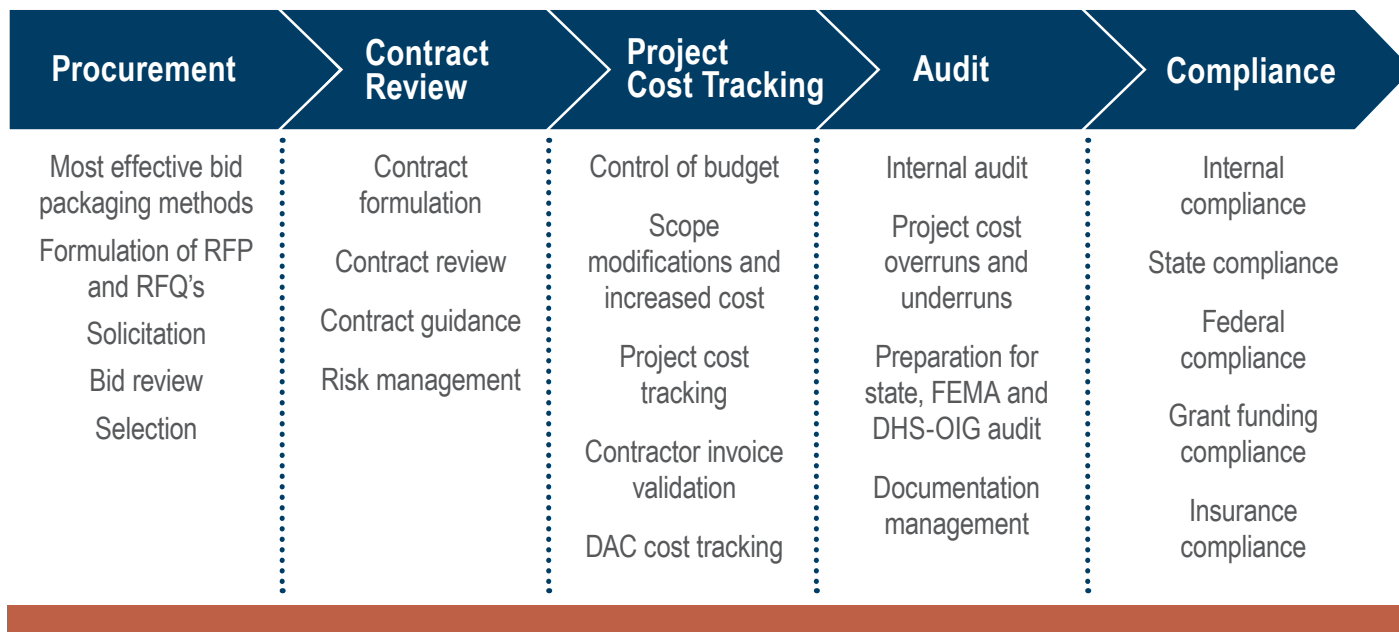 Procurement
Contract
Review
Project
Cost Tracking
Audit
Compliance
Most effective bid
packaging methods
Formulation of RFP
and RFQ’s
Solicitation
Bid review
Selection
Contract
formulation
Contract review
Contract guidance
Risk management
Control of budget
Scope
modifications and
increased cost
Project cost
tracking
Contractor invoice
validation
DAC cost tracking
Internal audit
Project cost
overruns and
underruns
Preparation for
state, FEMA and
DHS-OIG audit
Documentation
management
Internal
compliance
State compliance
Federal
compliance
Grant funding
compliance
Insurance
compliance